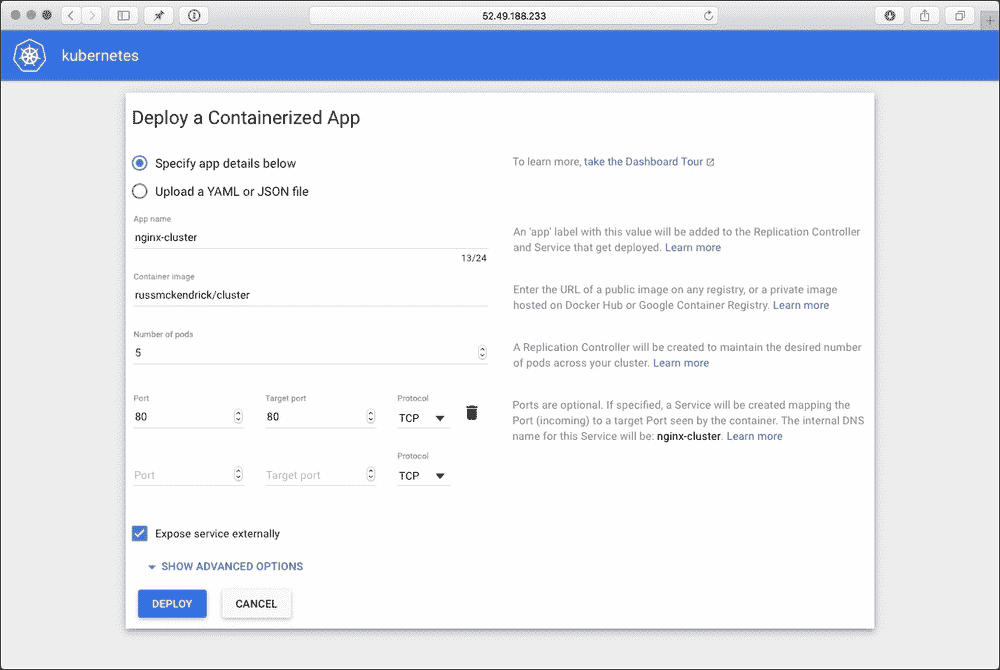 52.49.188.233
kubernetes
Deploy a Containerized App
Specify app details below
To learn more, take the Dashboard Tour
Upload a YAML or JSON file
App name
nginx-cluster
13/24
An 'app' label with this value will be added to the Replication Controller
and Service that get deployed. Learn more
Container image
russmckendrick/cluster
Enter the URL of a public image on any registry, or a private image
hosted on Docker Hub or Google Container Registry. Learn more
Number of pods
5
A Replication Controller will be created to maintain the desired number
of pods across your cluster. Learn more
Port Target port Protocol
80 80 TCP
Ports are optional. If specified, a Service will be created mapping the
Port (incoming) to a target Port seen by the container. The internal DNS
name for this Service will be: nginx-cluster. Learn more
Protocol
Port Target port TCP
Expose service externally
SHOW ADVANCED OPTIONS
DEPLOY CANCEL